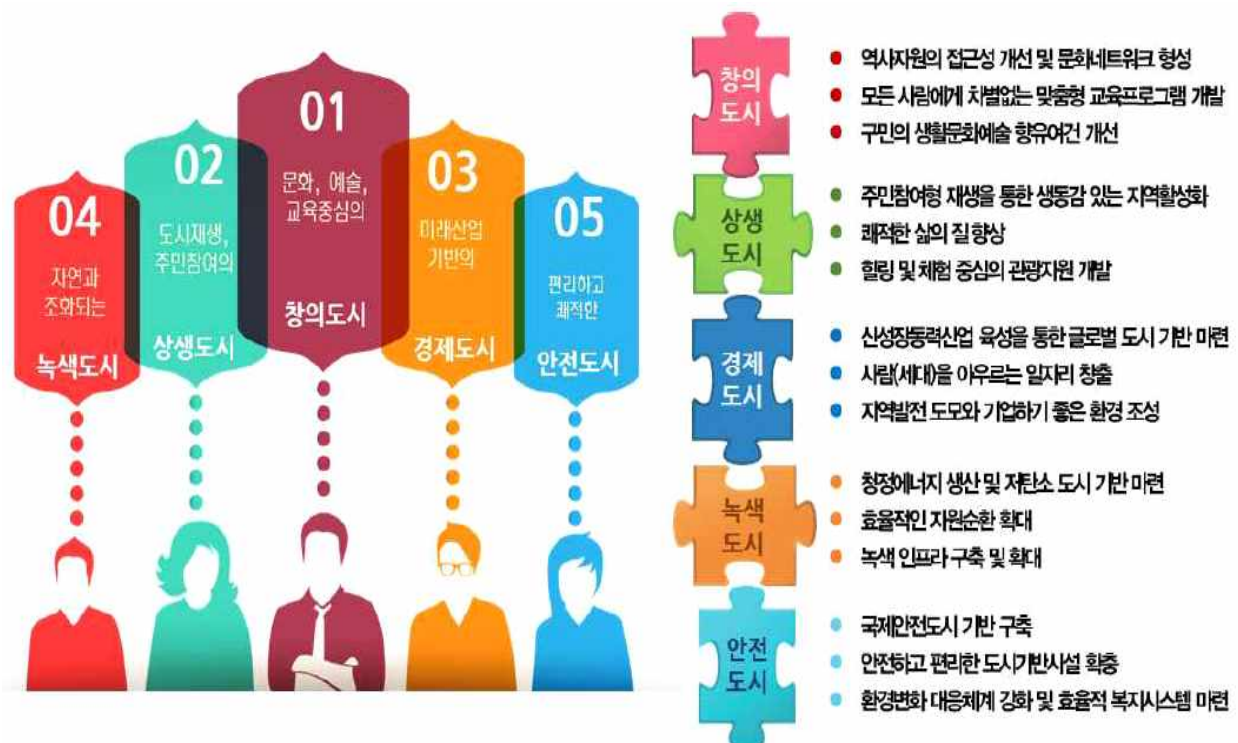 01
문화, 예술,
교육중심의
창의도시
02
도시재생,
주민참여의
상생도시
03
미래산업
기반의
경제도시
04
자연과
조화되는
녹색도시
05
편리하고
쾌적한
안전도시
창의
도시
역사자원의 접근성 개선 및 문화네트워크 형성
모든 사람에게 차별없는 맞춤형 교육프로그램 개발
구민의 생활문화예술 향유여건 개선
상생
도시
주민참여형 재생을 통한 생동감 있는 지역활성화
쾌적한 삶의 질 향상
힐링 및 체험 중심의 관광자원 개발
경제
도시
신성장동력산업 육성을 통한 글로벌 도시 기반 마련
사람(세대)을 아우르는 일자리 창출
지역발전 도모와 기업하기 좋은 환경 조성
녹색
도시
청정에너지 생산 및 저탄소 도시 기반 마련
효율적인 자원순환 확대
녹색 인프라 구축 및 확대
안전
도시
국제안전도시 기반 구축
안전하고 편리한 도시기반시설 확충
환경변화 대응체계 강화 및 효율적 복지시스템 마련